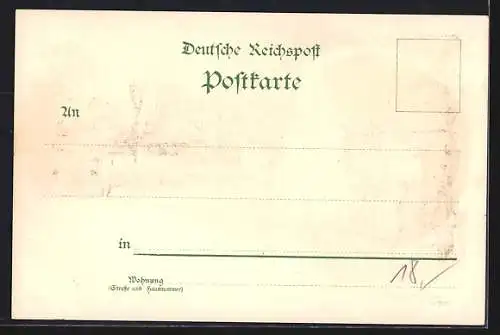 Deutsche Reichspost
Postkarte
An
in
Wohnung
(Straße und Hausnummer)
18,